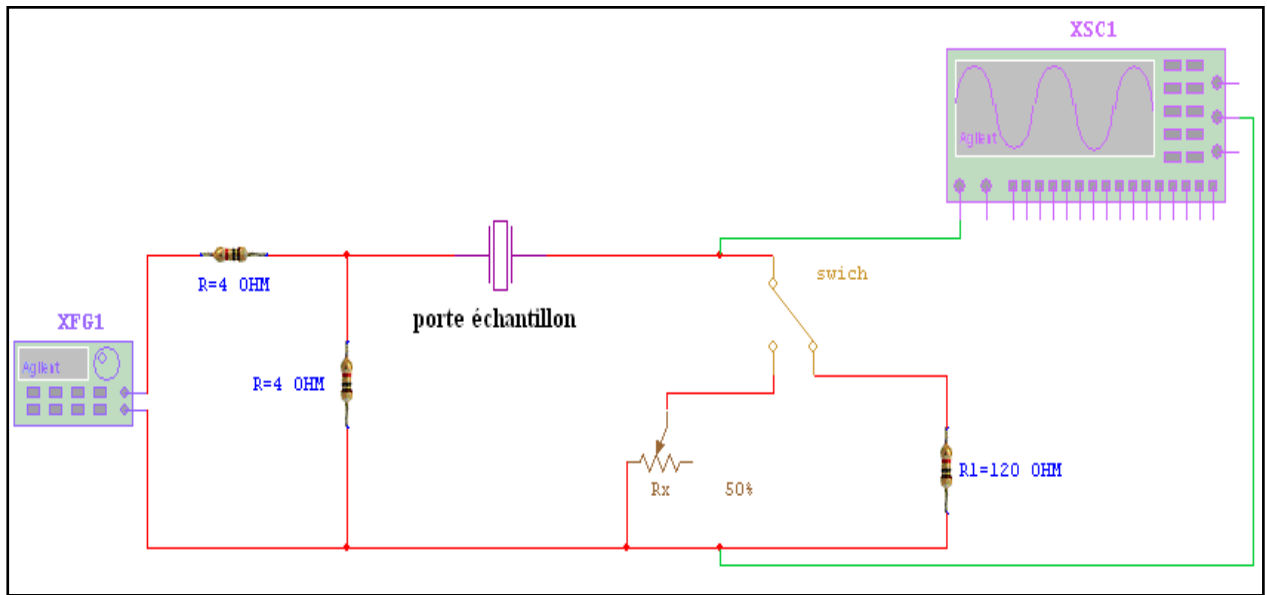 XSC1
Agilent
R=4 OHM
swich
porte échantillon
XFG1
Agilent
R=4 OHM
R1=120 OHM
Rx
50%